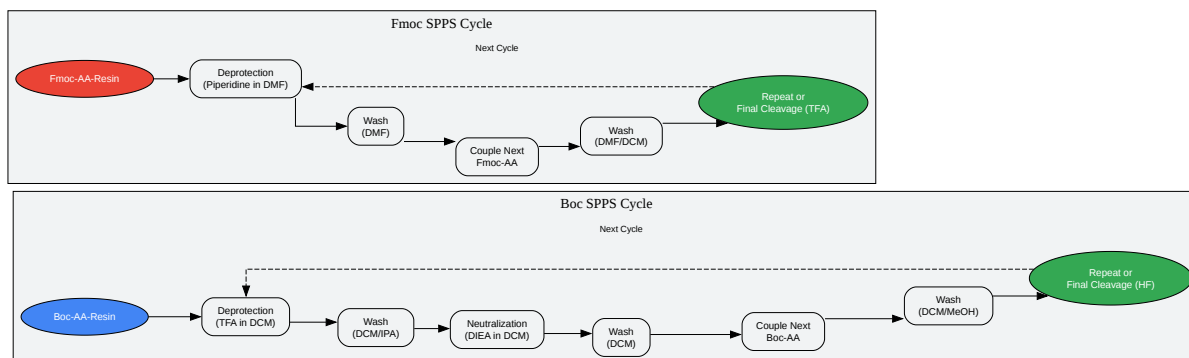 Fmoc SPPS Cycle
Next Cycle
Fmoc-AA-Resin
Deprotection
(Piperidine in DMF)
Wash
(DMF)
Couple Next
Fmoc-AA
Wash
(DMF/DCM)
Repeat or
Final Cleavage (TFA)
Boc SPPS Cycle
Next Cycle
Boc-AA-Resin
Deprotection
(TFA in DCM)
Wash
(DCM/IPA)
Neutralization
(DIEA in DCM)
Wash
(DCM)
Couple Next
Boc-AA
Wash
(DCM/MeOH)
Repeat or
Final Cleavage (HF)